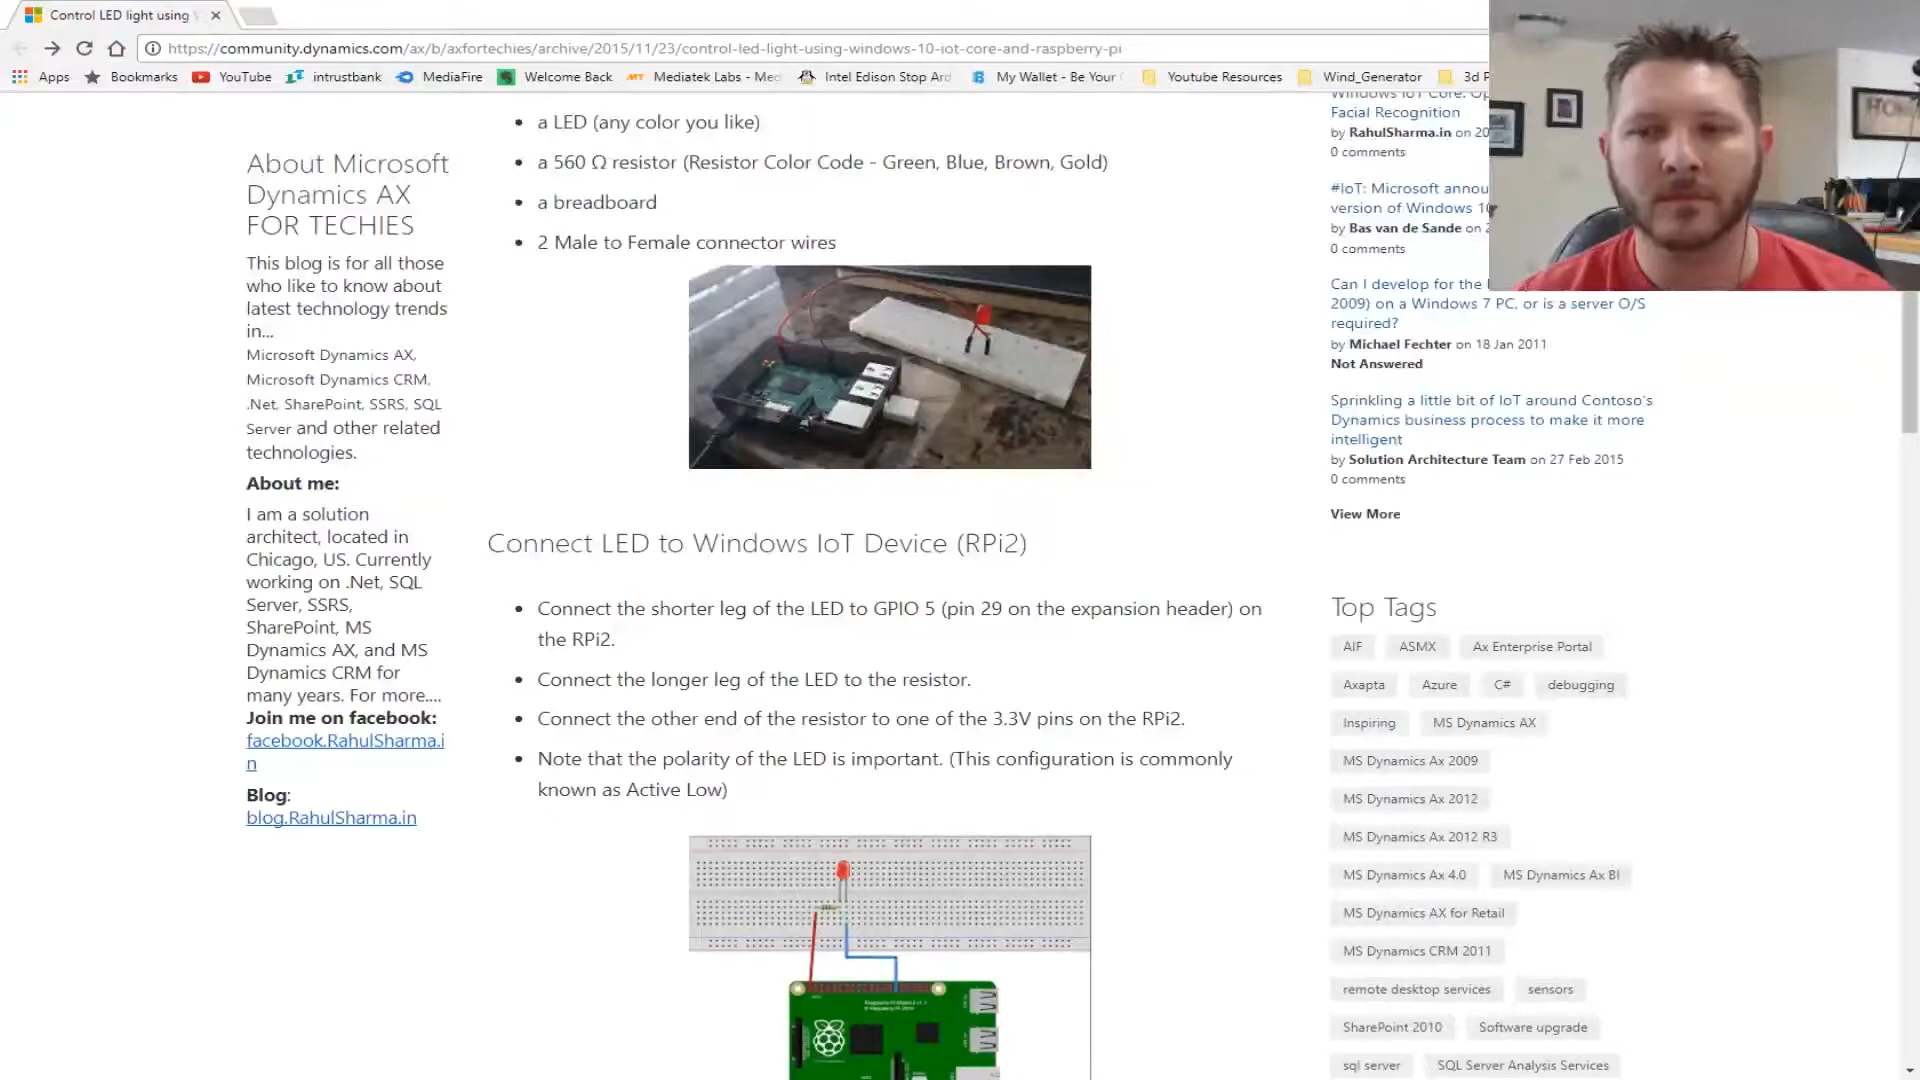 Control LED light using
https://community.dynamics.com/ax/b/axfortechies/archive/2015/11/23/control-led-light-using-windows-10-iot-core-and-raspberry-pi
Apps
Bookmarks
YouTube
intrustbank
MediaFire
Welcome Back
Mediatek Labs - Med
Intel Edison Stop Ard
My Wallet - Be Your
Youtube Resources
Wind_Generator
3d P
About Microsoft
Dynamics AX
FOR TECHIES
This blog is for all those
who like to know about
latest technology trends
in...
Microsoft Dynamics AX,
Microsoft Dynamics CRM,
.Net, SharePoint, SSRS, SQL
Server and other related
technologies.
About me:
I am a solution
architect, located in
Chicago, US. Currently
working on .Net, SQL
Server, SSRS,
SharePoint, MS
Dynamics AX, and MS
Dynamics CRM for
many years. For more....
Join me on facebook:
facebook.RahulSharma.i
n
Blog:
blog.RahulSharma.in
• a LED (any color you like)
• a 560 Ω resistor (Resistor Color Code - Green, Blue, Brown, Gold)
• a breadboard
• 2 Male to Female connector wires
Connect LED to Windows IoT Device (RPi2)
• Connect the shorter leg of the LED to GPIO 5 (pin 29 on the expansion header) on
the RPi2.
• Connect the longer leg of the LED to the resistor.
• Connect the other end of the resistor to one of the 3.3V pins on the RPi2.
• Note that the polarity of the LED is important. (This configuration is commonly
known as Active Low)
Windows IoT Core: Op
Facial Recognition
by RahulSharma.in on 20
0 comments
#IoT: Microsoft annou
version of Windows 10
by Bas van de Sande on 2
0 comments
Can I develop for the
2009) on a Windows 7 PC, or is a server O/S
required?
by Michael Fechter on 18 Jan 2011
Not Answered
Sprinkling a little bit of IoT around Contoso's
Dynamics business process to make it more
intelligent
by Solution Architecture Team on 27 Feb 2015
0 comments
View More
Top Tags
AIF ASMX Ax Enterprise Portal
Axapta Azure C# debugging
Inspiring MS Dynamics AX
MS Dynamics Ax 2009
MS Dynamics Ax 2012
MS Dynamics Ax 2012 R3
MS Dynamics Ax 4.0 MS Dynamics Ax BI
MS Dynamics AX for Retail
MS Dynamics CRM 2011
remote desktop services sensors
SharePoint 2010 Software upgrade
sql server SQL Server Analysis Services